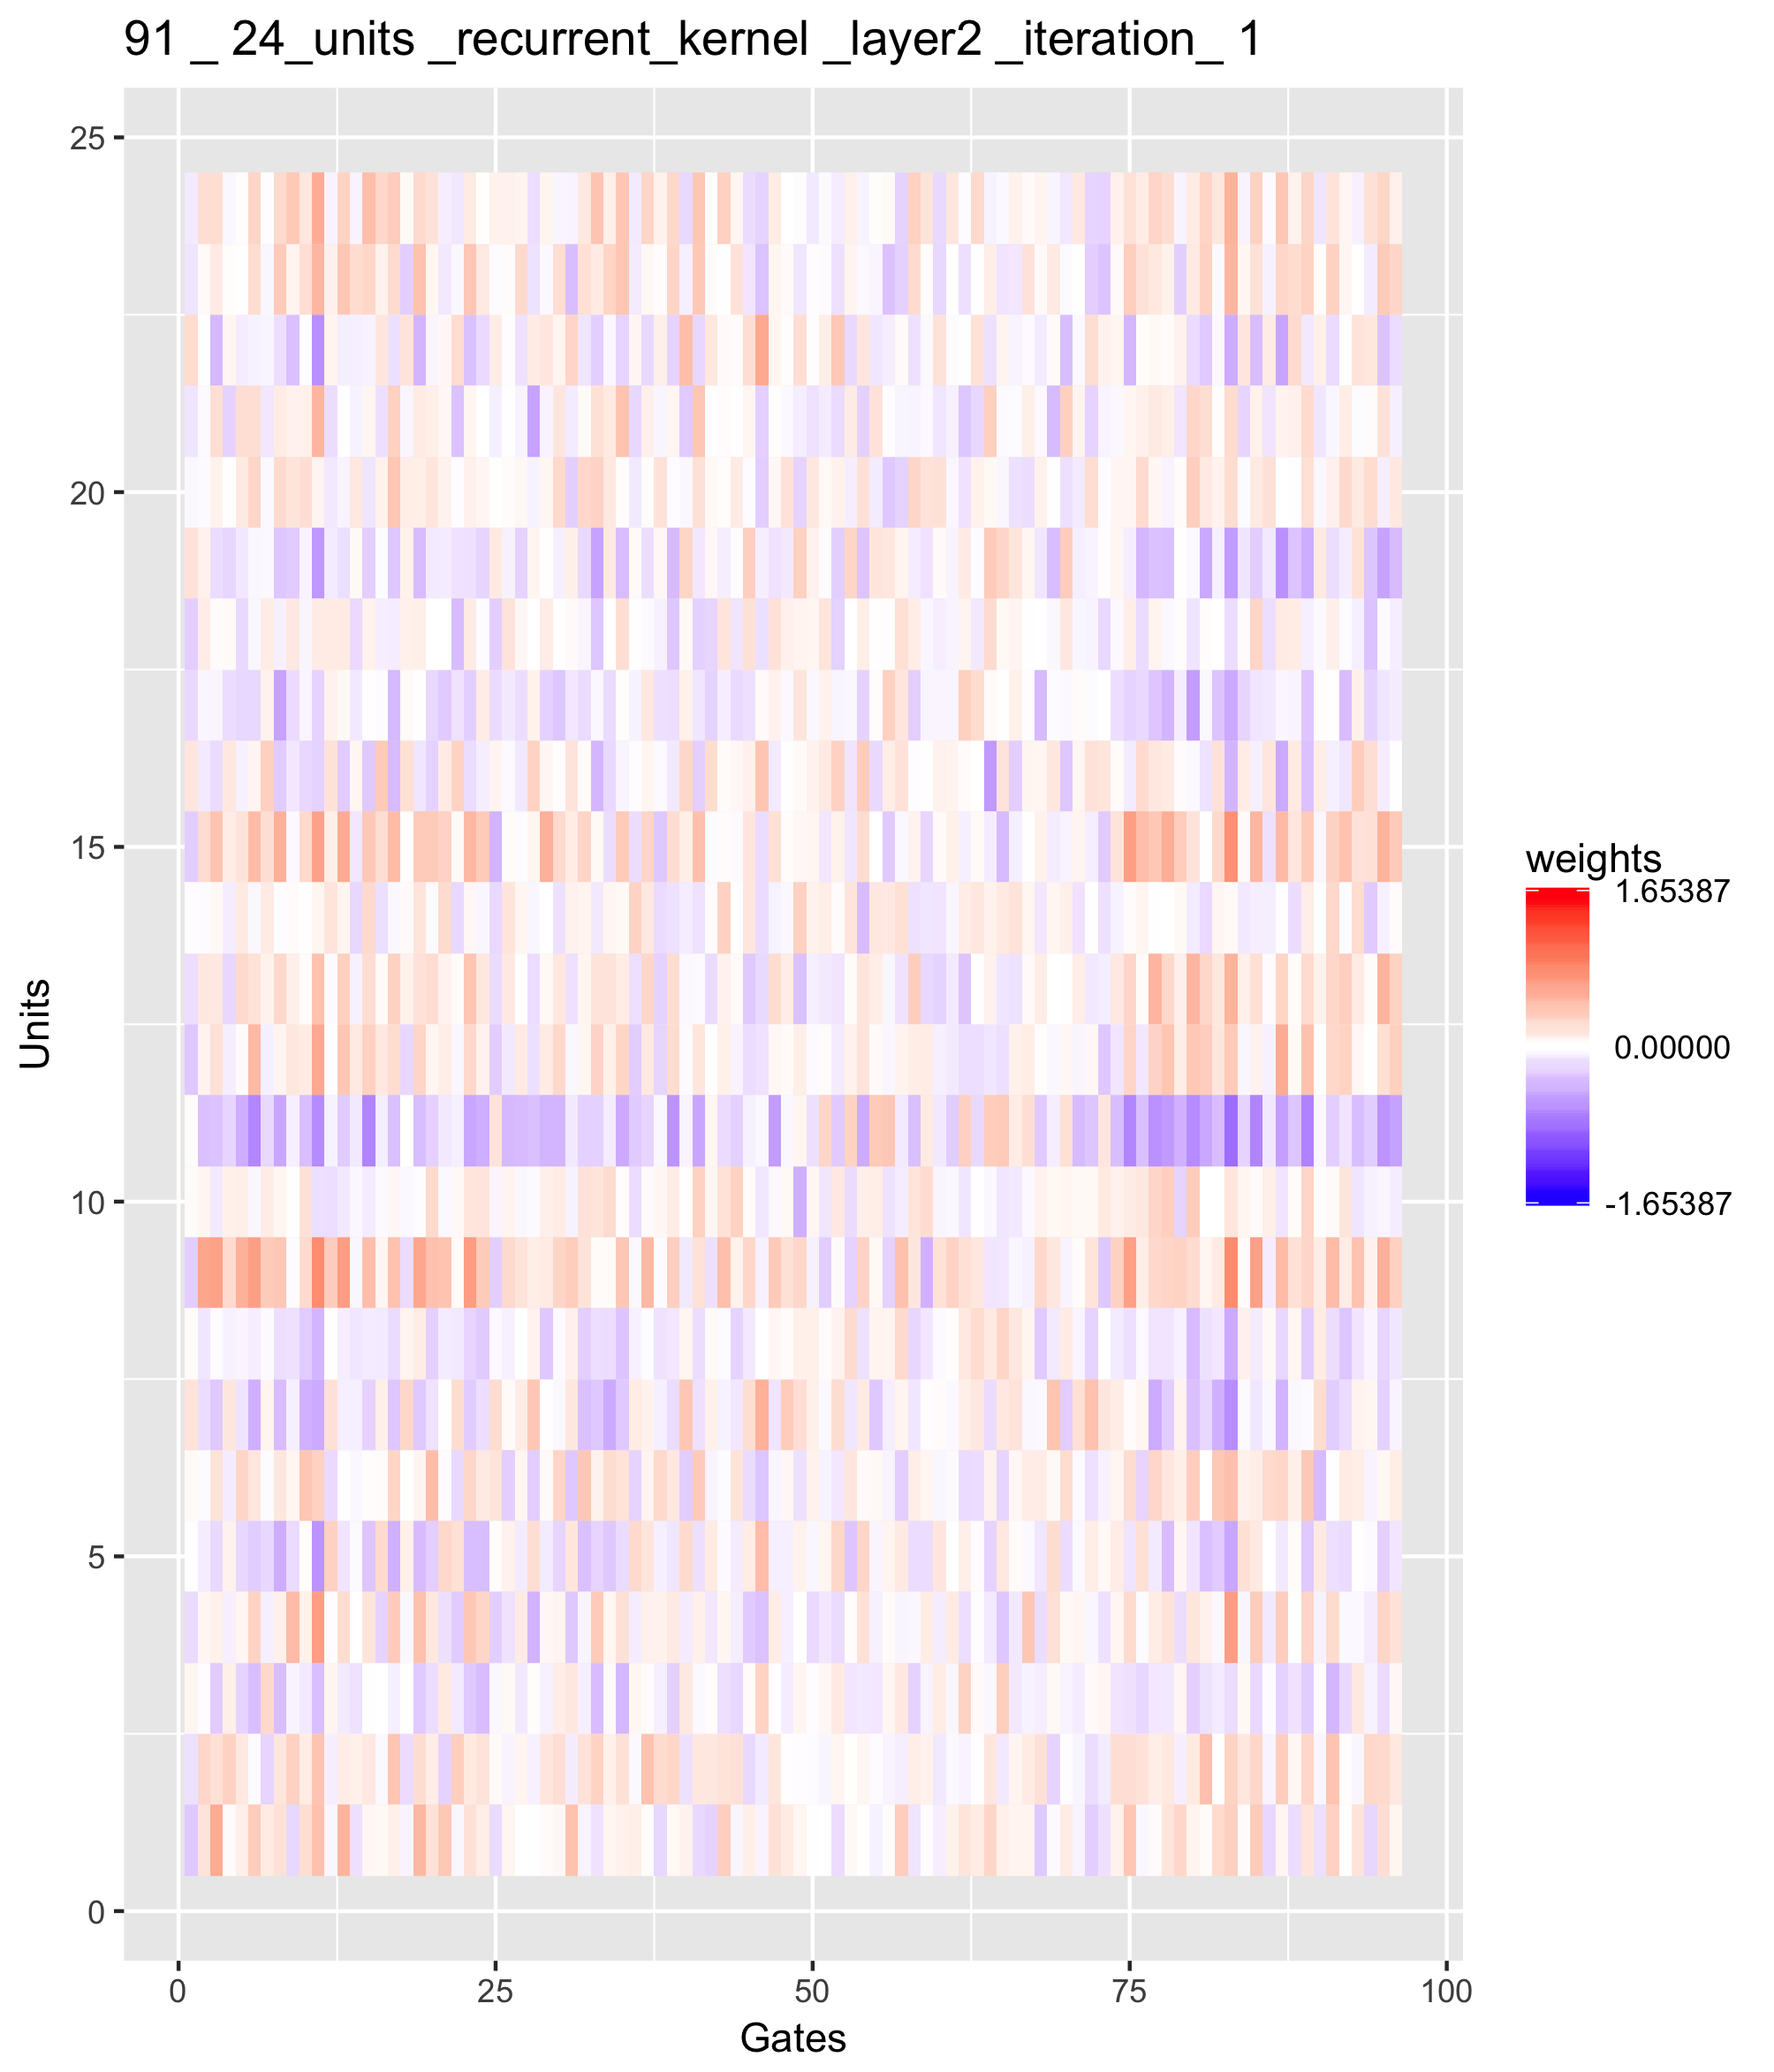 91 _ 24_units _recurrent_kernel _layer2 _iteration_ 1
25
20
15
10
5
0
Units
0 25 50 75 100
Gates
weights
1.65387
0.00000
-1.65387